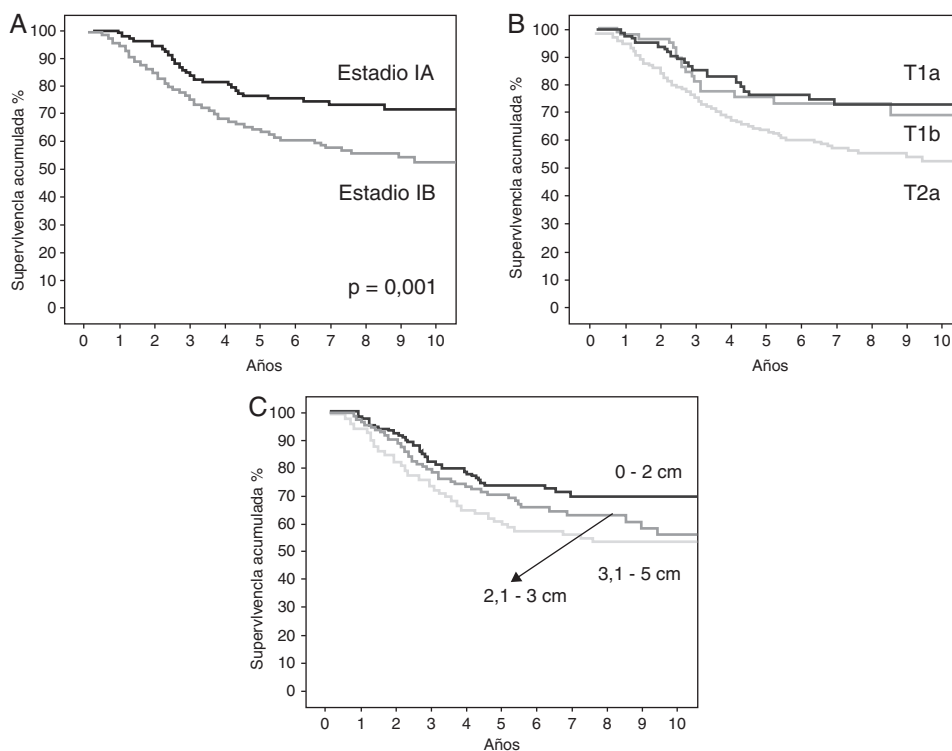 A
Supervlvencla acumulada %
100
90
80
70
60
50
40
30
20
10
0
Estadio IA
Estadio IB
p = 0,001
0 1 2 3 4 5 6 7 8 9 10
Años
B
Supervlvencla acumulada %
100
90
80
70
60
50
40
30
20
10
0
T1a
T1b
T2a
0 1 2 3 4 5 6 7 8 9 10
Años
C
Supervlvencla acumulada %
100
90
80
70
60
50
40
30
20
10
0
0 - 2 cm
3,1 - 5 cm
2,1 - 3 cm
0 1 2 3 4 5 6 7 8 9 10
Años